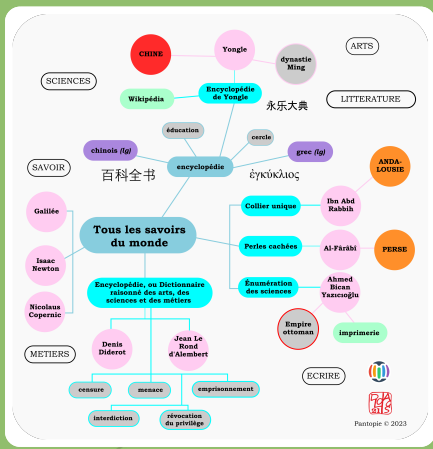 CHINE
Yongle
dynastie
Ming
ARTS
SCIENCES
Wikipédia
Encyclopédie
de Yongle
永乐大典
LITTERATURE
éducation
cercle
chinois (lg)
encyclopédie
grec (lg)
百科全书
ἐγκύκλιος
SAVOIR
ANDA-
LOUSIE
Galilée
Collier unique
Ibn Abd
Rabbih
Tous les savoirs
du monde
Isaac
Newton
Perles cachées
Al-Fârâbî
PERSE
Encyclopédie, ou Dictionnaire
raisonné des arts, des
sciences et des métiers
Énumération
des sciences
Ahmed
Bican
Yazıcıoğlu
Nicolaus
Copernic
Empire
ottoman
imprimerie
Denis
Diderot
Jean Le
Rond
d'Alembert
METIERS
ECRIRE
censure
menace
emprisonnement
interdiction
révocation
du privilège
Pantopic © 2023